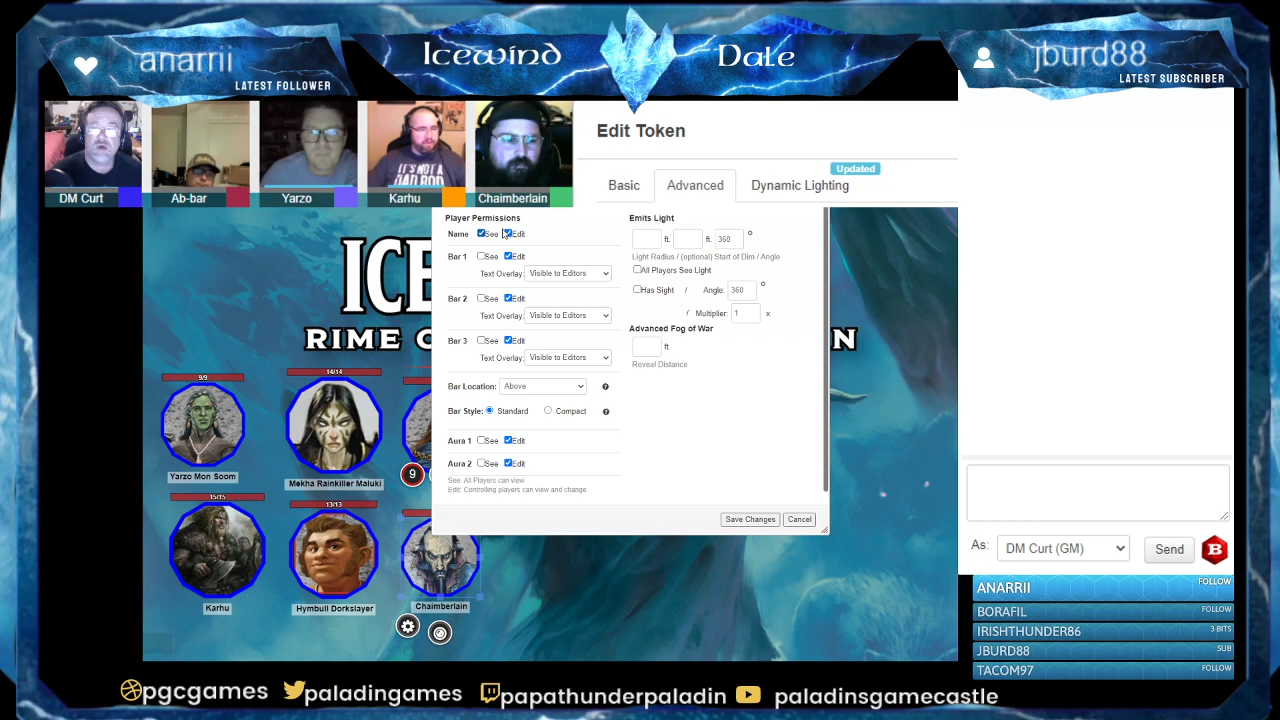 anarrii
LATEST FOLLOWER
Icewind Dale
jburd88
LATEST SUBSCRIBER
IT'S NOT A
DAD BOD
DM Curt
Ab-bar
Yarzo
Karhu
Chaimberlain
Edit Token
Basic
Advanced
Updated
Dynamic Lighting
Player Permissions
Name See Edit
Bar 1 See Edit
Text Overlay: Visible to Editors
Bar 2 See Edit
Text Overlay: Visible to Editors
Bar 3 See Edit
Text Overlay: Visible to Editors
Bar Location: Above
Bar Style: Standard Compact
Aura 1 See Edit
Aura 2 See Edit
See: All Players can view
Edit: Controlling players can view and change
Emits Light
ft. ft. 360 °
Light Radius / (optional) Start of Dim / Angle
All Players See Light
Has Sight / Angle: 360 °
/ Multiplier: 1 x
Advanced Fog of War
ft.
Reveal Distance
Save Changes
Cancel
ICE
RIME O
N
9/9
14/14
Yarzo Mon Soom
Mekha Rainkiller Maluki
9
15/15
13/13
Karhu
Hymbull Dorkslayer
Chaimberlain
As: DM Curt (GM) Send B
ANARRII FOLLOW
BORAFIL FOLLOW
IRISHTHUNDER86 3 BITS
JBURD88 SUB
TACOM97 FOLLOW
pgcgames paladingames papathunderpaladin paladinsgamecastle